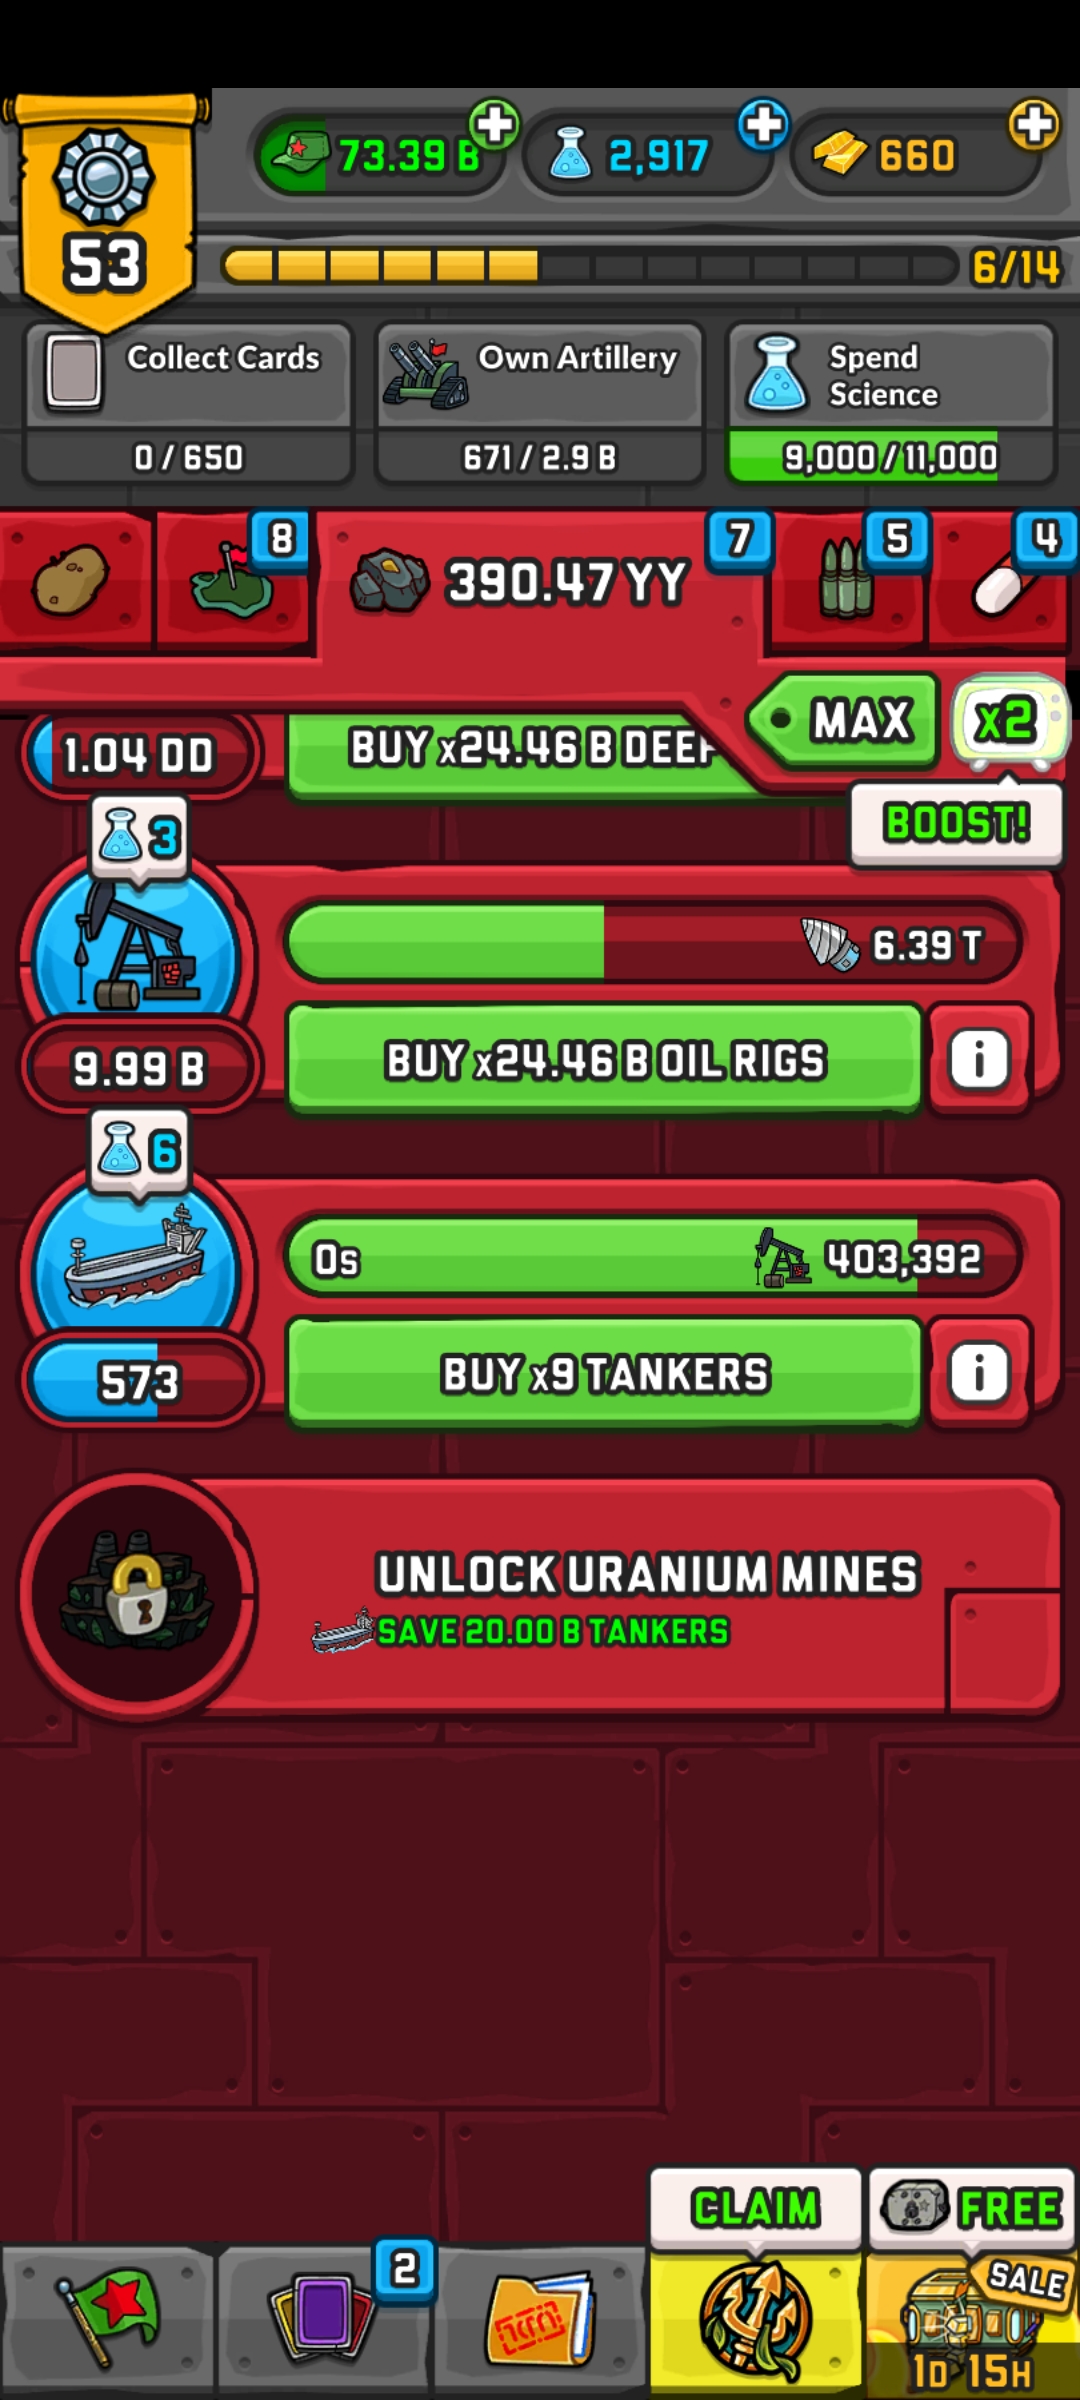 73.39 B
2,917
660
53
6/14
Collect Cards
0 / 650
Own Artillery
671 / 2.9 B
Spend
Science
9,000 / 11,000
8
390.47 YY
7
5
4
MAX
x2
BOOST!
1.04 DD
BUY x24.46 B DEEP
3
6.39 T
9.99 B
BUY x24.46 B OIL RIGS
i
6
0s
403,392
573
BUY x9 TANKERS
i
UNLOCK URANIUM MINES
SAVE 20.00 B TANKERS
CLAIM
FREE
2
SALE
1D 15H